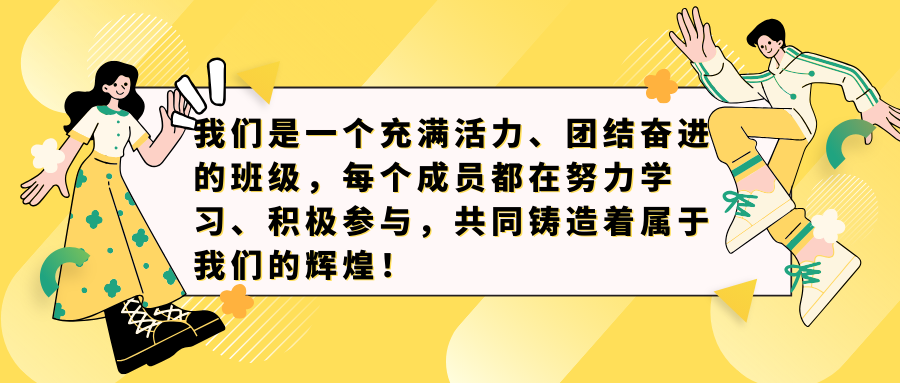 我们是一个充满活力、团结奋进
的班级，每个成员都在努力学
习、积极参与，共同铸造着属于
我们的辉煌！